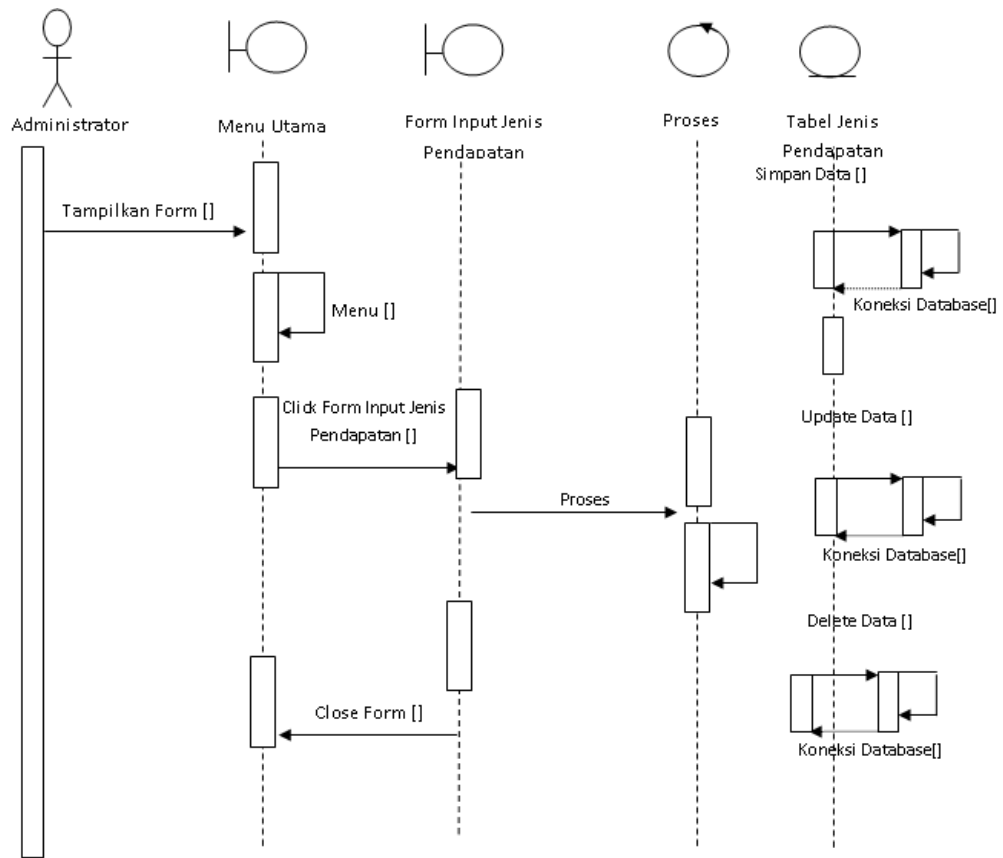 Administrator
Menu Utama
Form Input Jenis
Pendapatan
Proses
Tabel Jenis
Pendapatan
Simpan Data []
Tampilkan Form []
Koneksi Database[]
Menu []
Click Form Input Jenis
Pendapatan []
Update Data []
Proses
Koneksi Database[]
Delete Data []
Close Form []
Koneksi Database[]